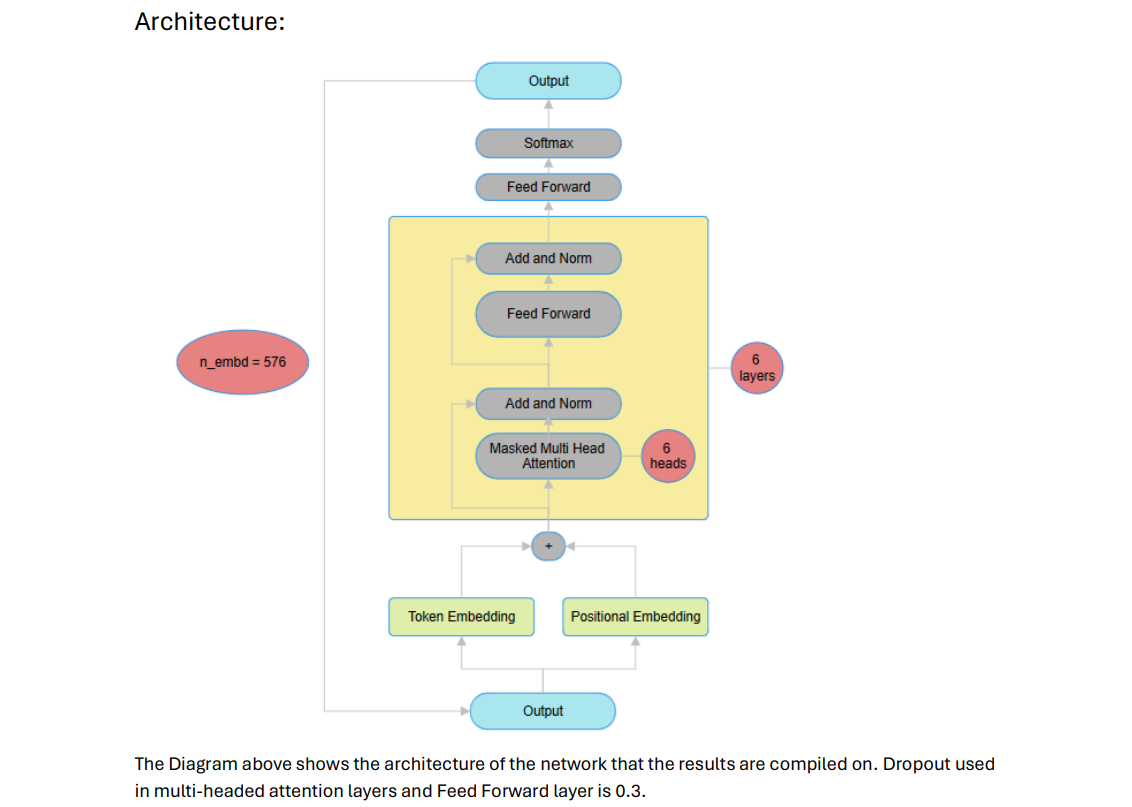 Architecture:
Output
Softmax
Feed Forward
Add and Norm
Feed Forward
n_embd = 576
6
layers
Add and Norm
Masked Multi Head
Attention
6
heads
+
Token Embedding
Positional Embedding
Output
The Diagram above shows the architecture of the network that the results are compiled on. Dropout used
in multi-headed attention layers and Feed Forward layer is 0.3.